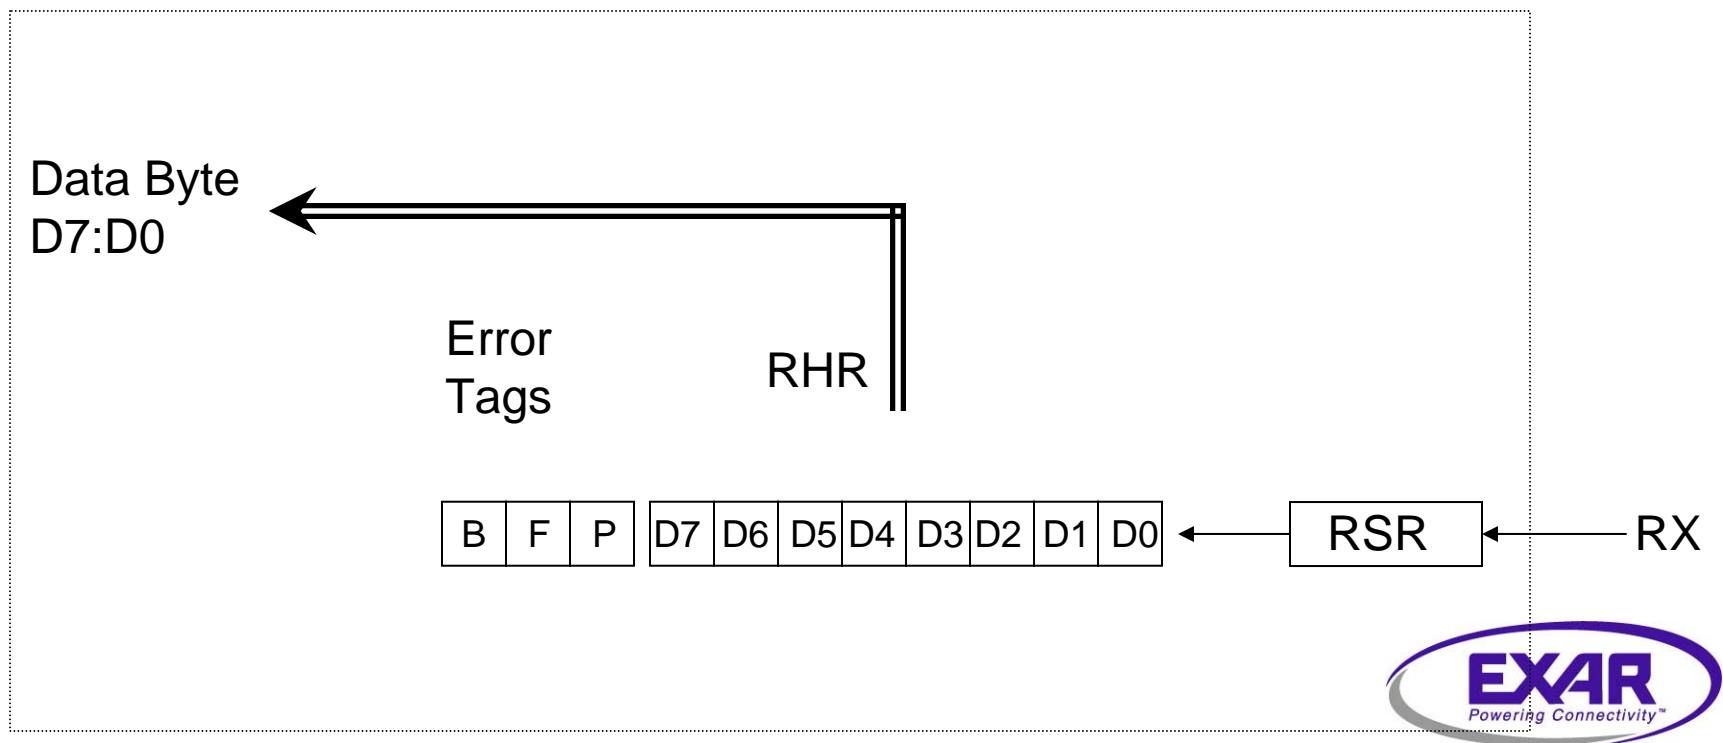 Data Byte
D7:D0
Error
Tags
RHR
B F P D7 D6 D5 D4 D3 D2 D1 D0 RSR RX
EXAR
Powering Connectivity™